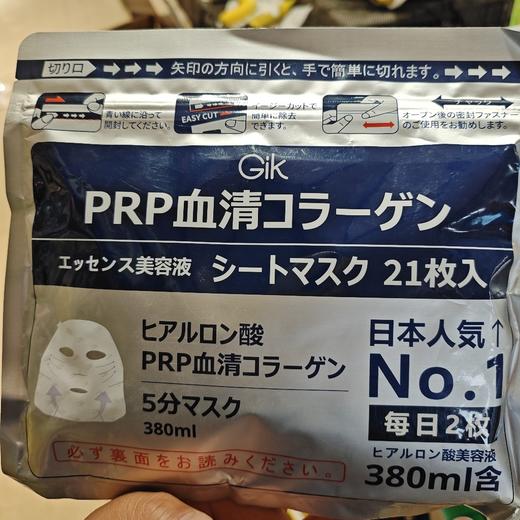 切り口 矢印の方向に引くと、手で簡単に切れます。
青い線に沿って
開封してください。
EASY CUT
イージーカットで
簡単に除去
できます。
チャック
オープン後の密封ファスナー
のご使用をお勧めします。
Gik
PRP血清コラーゲン
エッセンス美容液 シートマスク 21枚入
ヒアルロン酸
PRP血清コラーゲン
5分マスク
380ml
日本人気↑
No.1
毎日2枚
ヒアルロン酸美容液
380ml含
必ず裏面をお読みください。